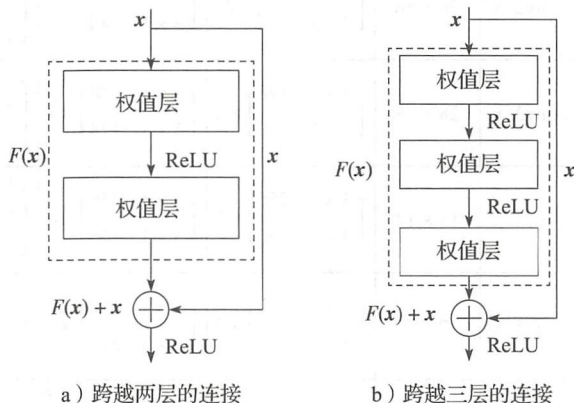 x
权值层
F(x)
ReLU
x
权值层
F(x) + x
ReLU
a）跨越两层的连接
x
权值层
ReLU
权值层
F(x)
x
ReLU
权值层
F(x) + x
ReLU
b）跨越三层的连接